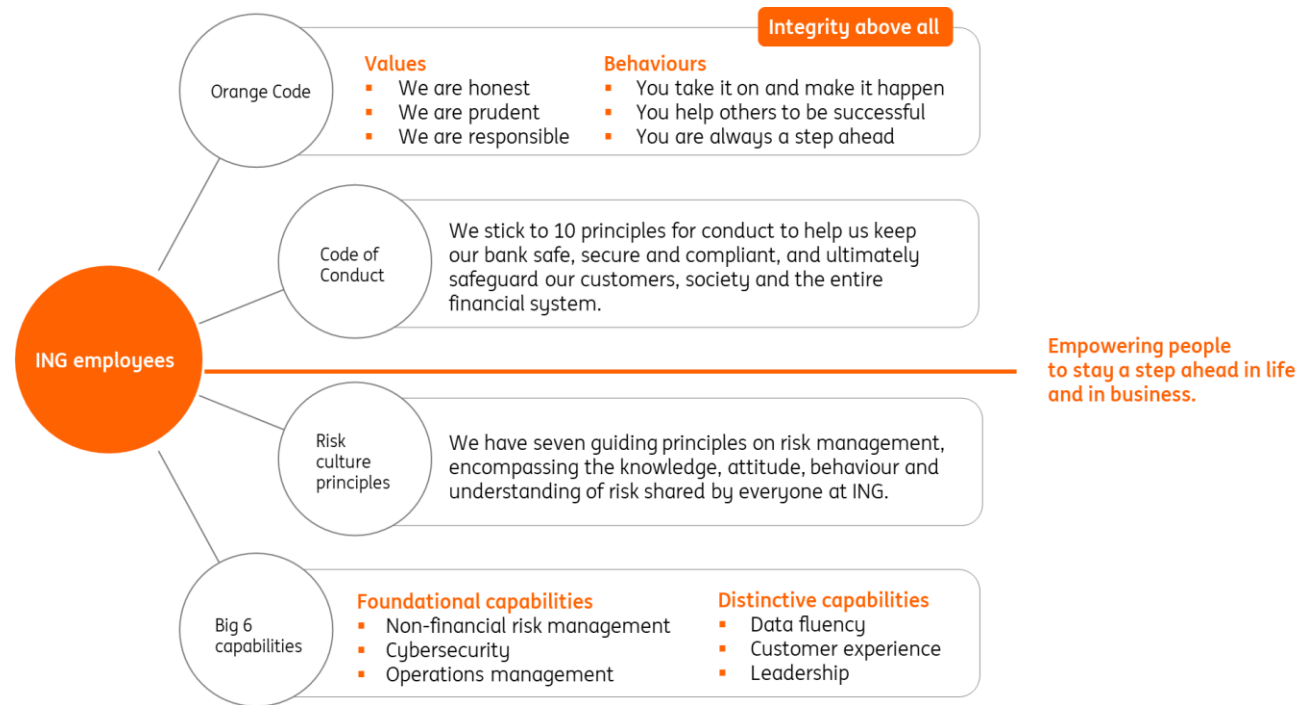 Integrity above all
Orange Code
Values
▪ We are honest
▪ We are prudent
▪ We are responsible
Behaviours
▪ You take it on and make it happen
▪ You help others to be successful
▪ You are always a step ahead
Code of
Conduct
We stick to 10 principles for conduct to help us keep
our bank safe, secure and compliant, and ultimately
safeguard our customers, society and the entire
financial system.
ING employees
Empowering people
to stay a step ahead in life
and in business.
Risk
culture
principles
We have seven guiding principles on risk management,
encompassing the knowledge, attitude, behaviour and
understanding of risk shared by everyone at ING.
Big 6
capabilities
Foundational capabilities
▪ Non-financial risk management
▪ Cybersecurity
▪ Operations management
Distinctive capabilities
▪ Data fluency
▪ Customer experience
▪ Leadership